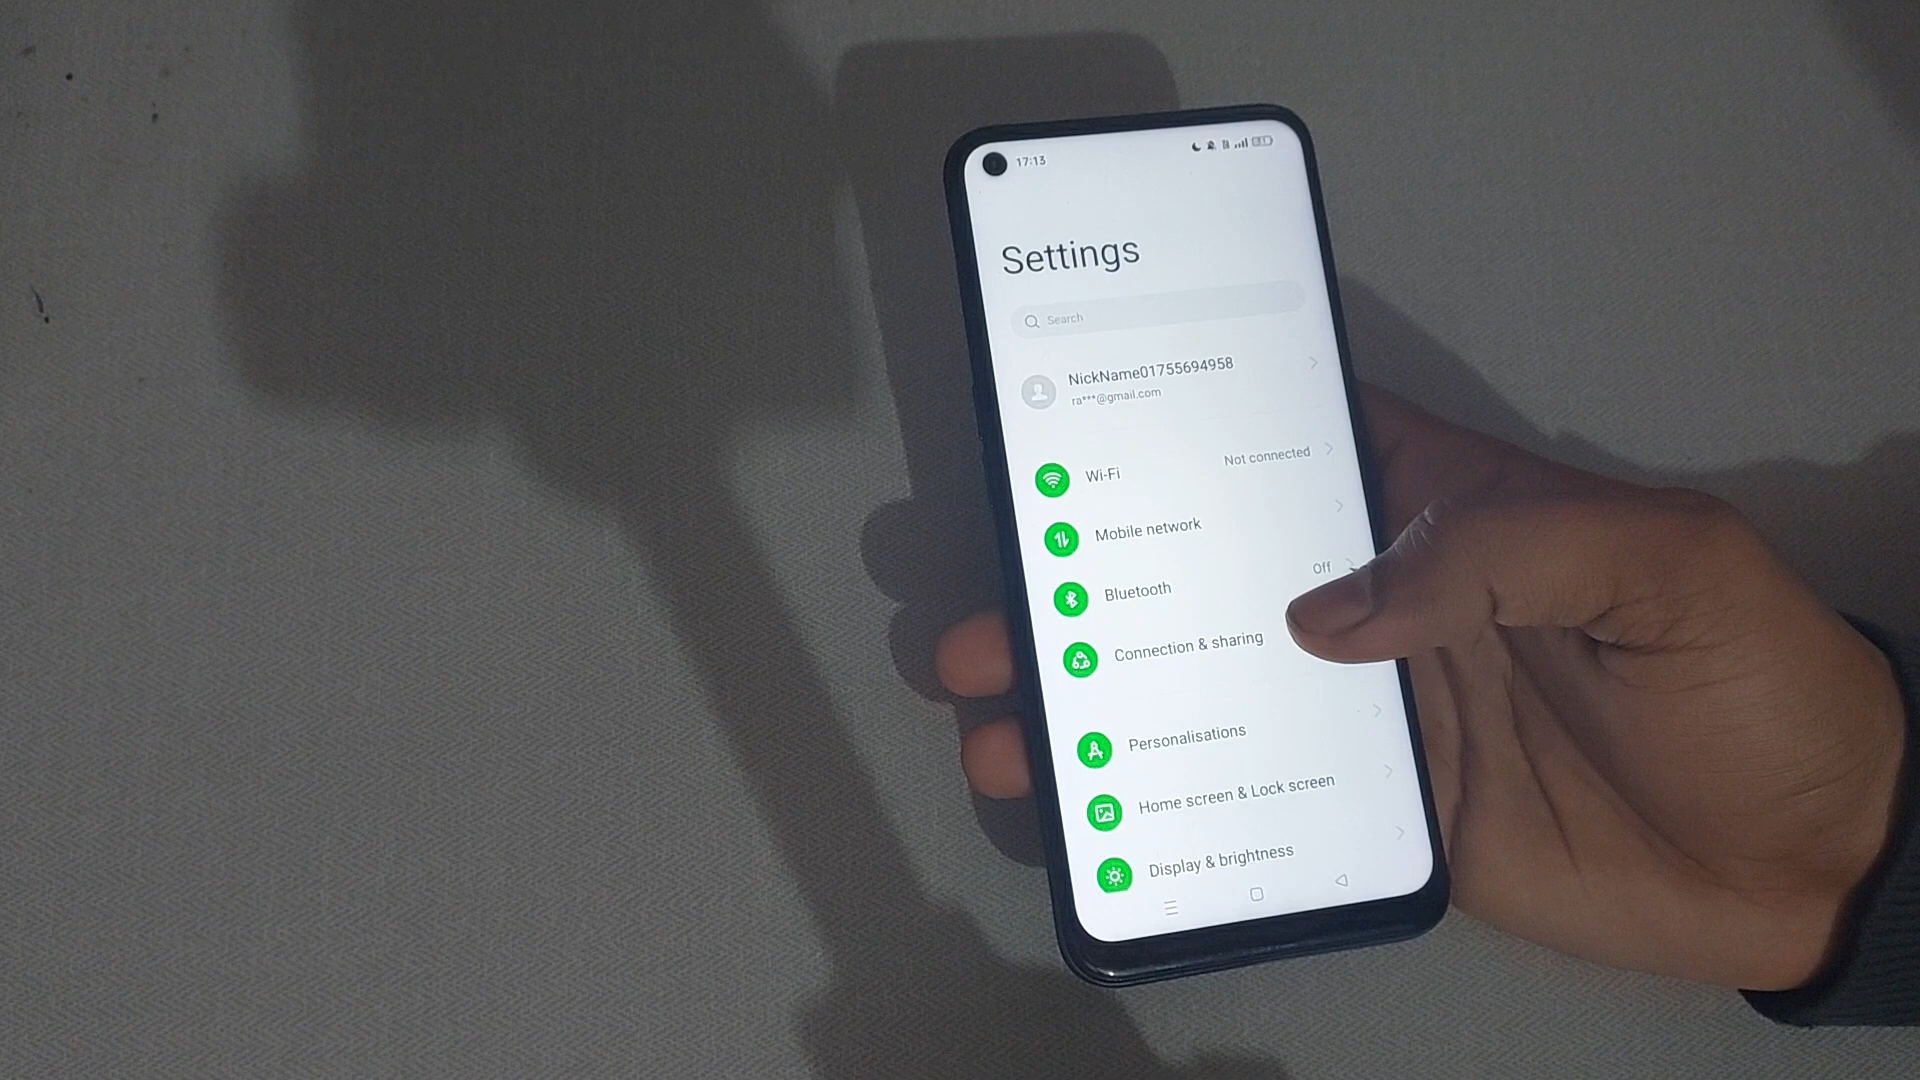 17:13
Settings
Search
NickName01755694958
ra***@gmail.com
Wi-Fi Not connected
Mobile network
Bluetooth Off
Connection & sharing
Personalisations
Home screen & Lock screen
Display & brightness